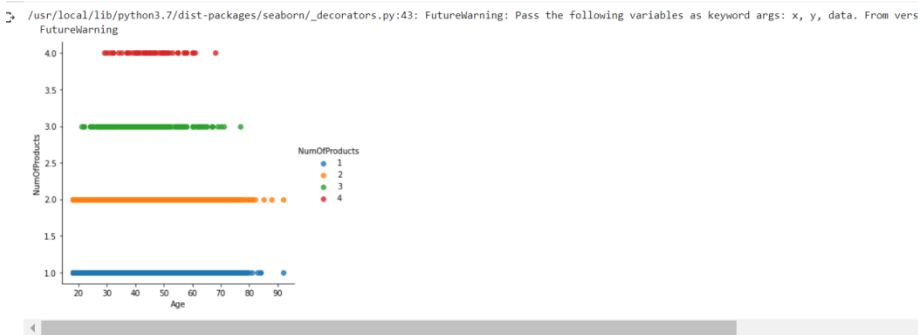 /usr/local/lib/python3.7/dist-packages/seaborn/_decorators.py:43: FutureWarning: Pass the following variables as keyword args: x, y, data. From vers
FutureWarning
4.0
3.5
3.0
2.5
2.0
1.5
1.0
NumOfProducts
20 30 40 50 60 70 80 90
Age
NumOfProducts
1
2
3
4